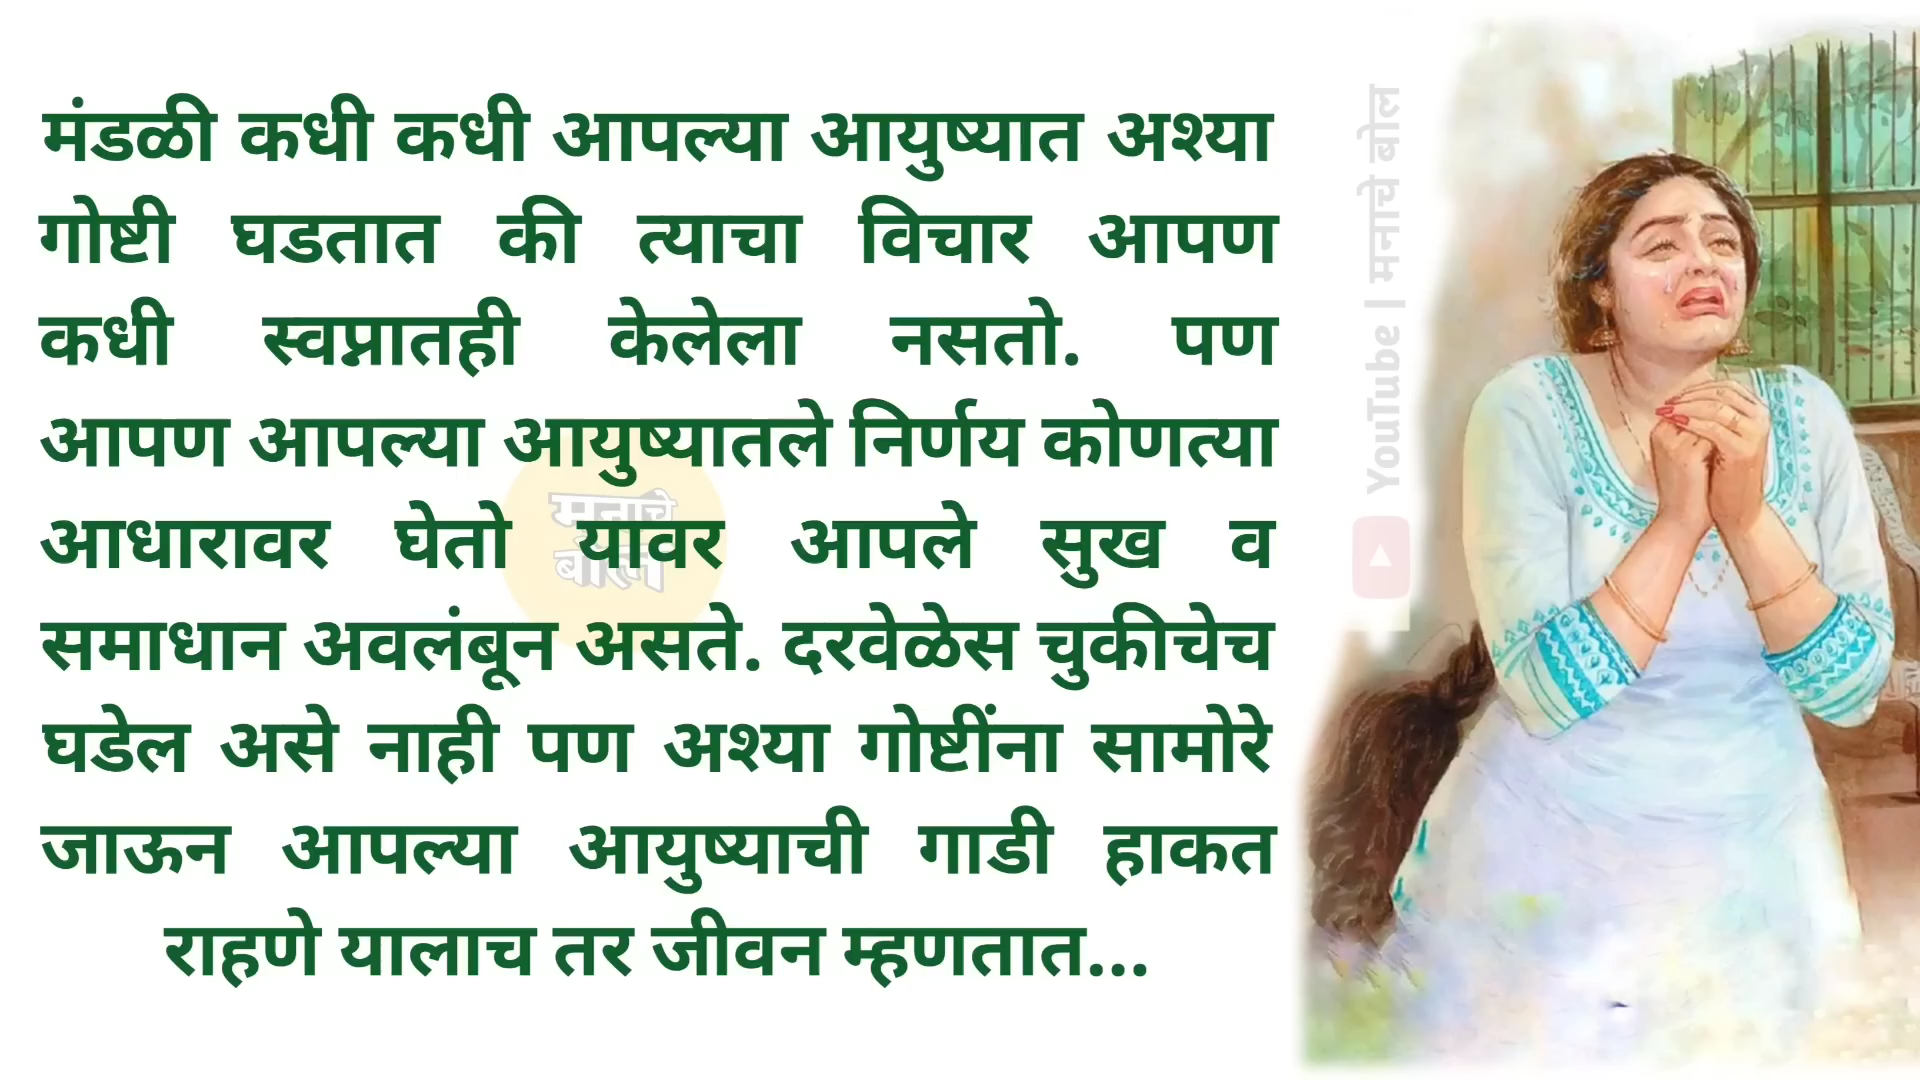 मंडळी कधी कधी आपल्या आयुष्यात अश्या
गोष्टी घडतात की त्याचा विचार आपण
कधी स्वप्नातही केलेला नसतो. पण
आपण आपल्या आयुष्यातले निर्णय कोणत्या
आधारावर घेतो यावर आपले सुख व
समाधान अवलंबून असते. दरवेळेस चुकीचेच
घडेल असे नाही पण अश्या गोष्टींना सामोरे
जाऊन आपल्या आयुष्याची गाडी हाकत
राहणे यालाच तर जीवन म्हणतात...
मनाचे
बोल
YouTube | मनाचे बोल